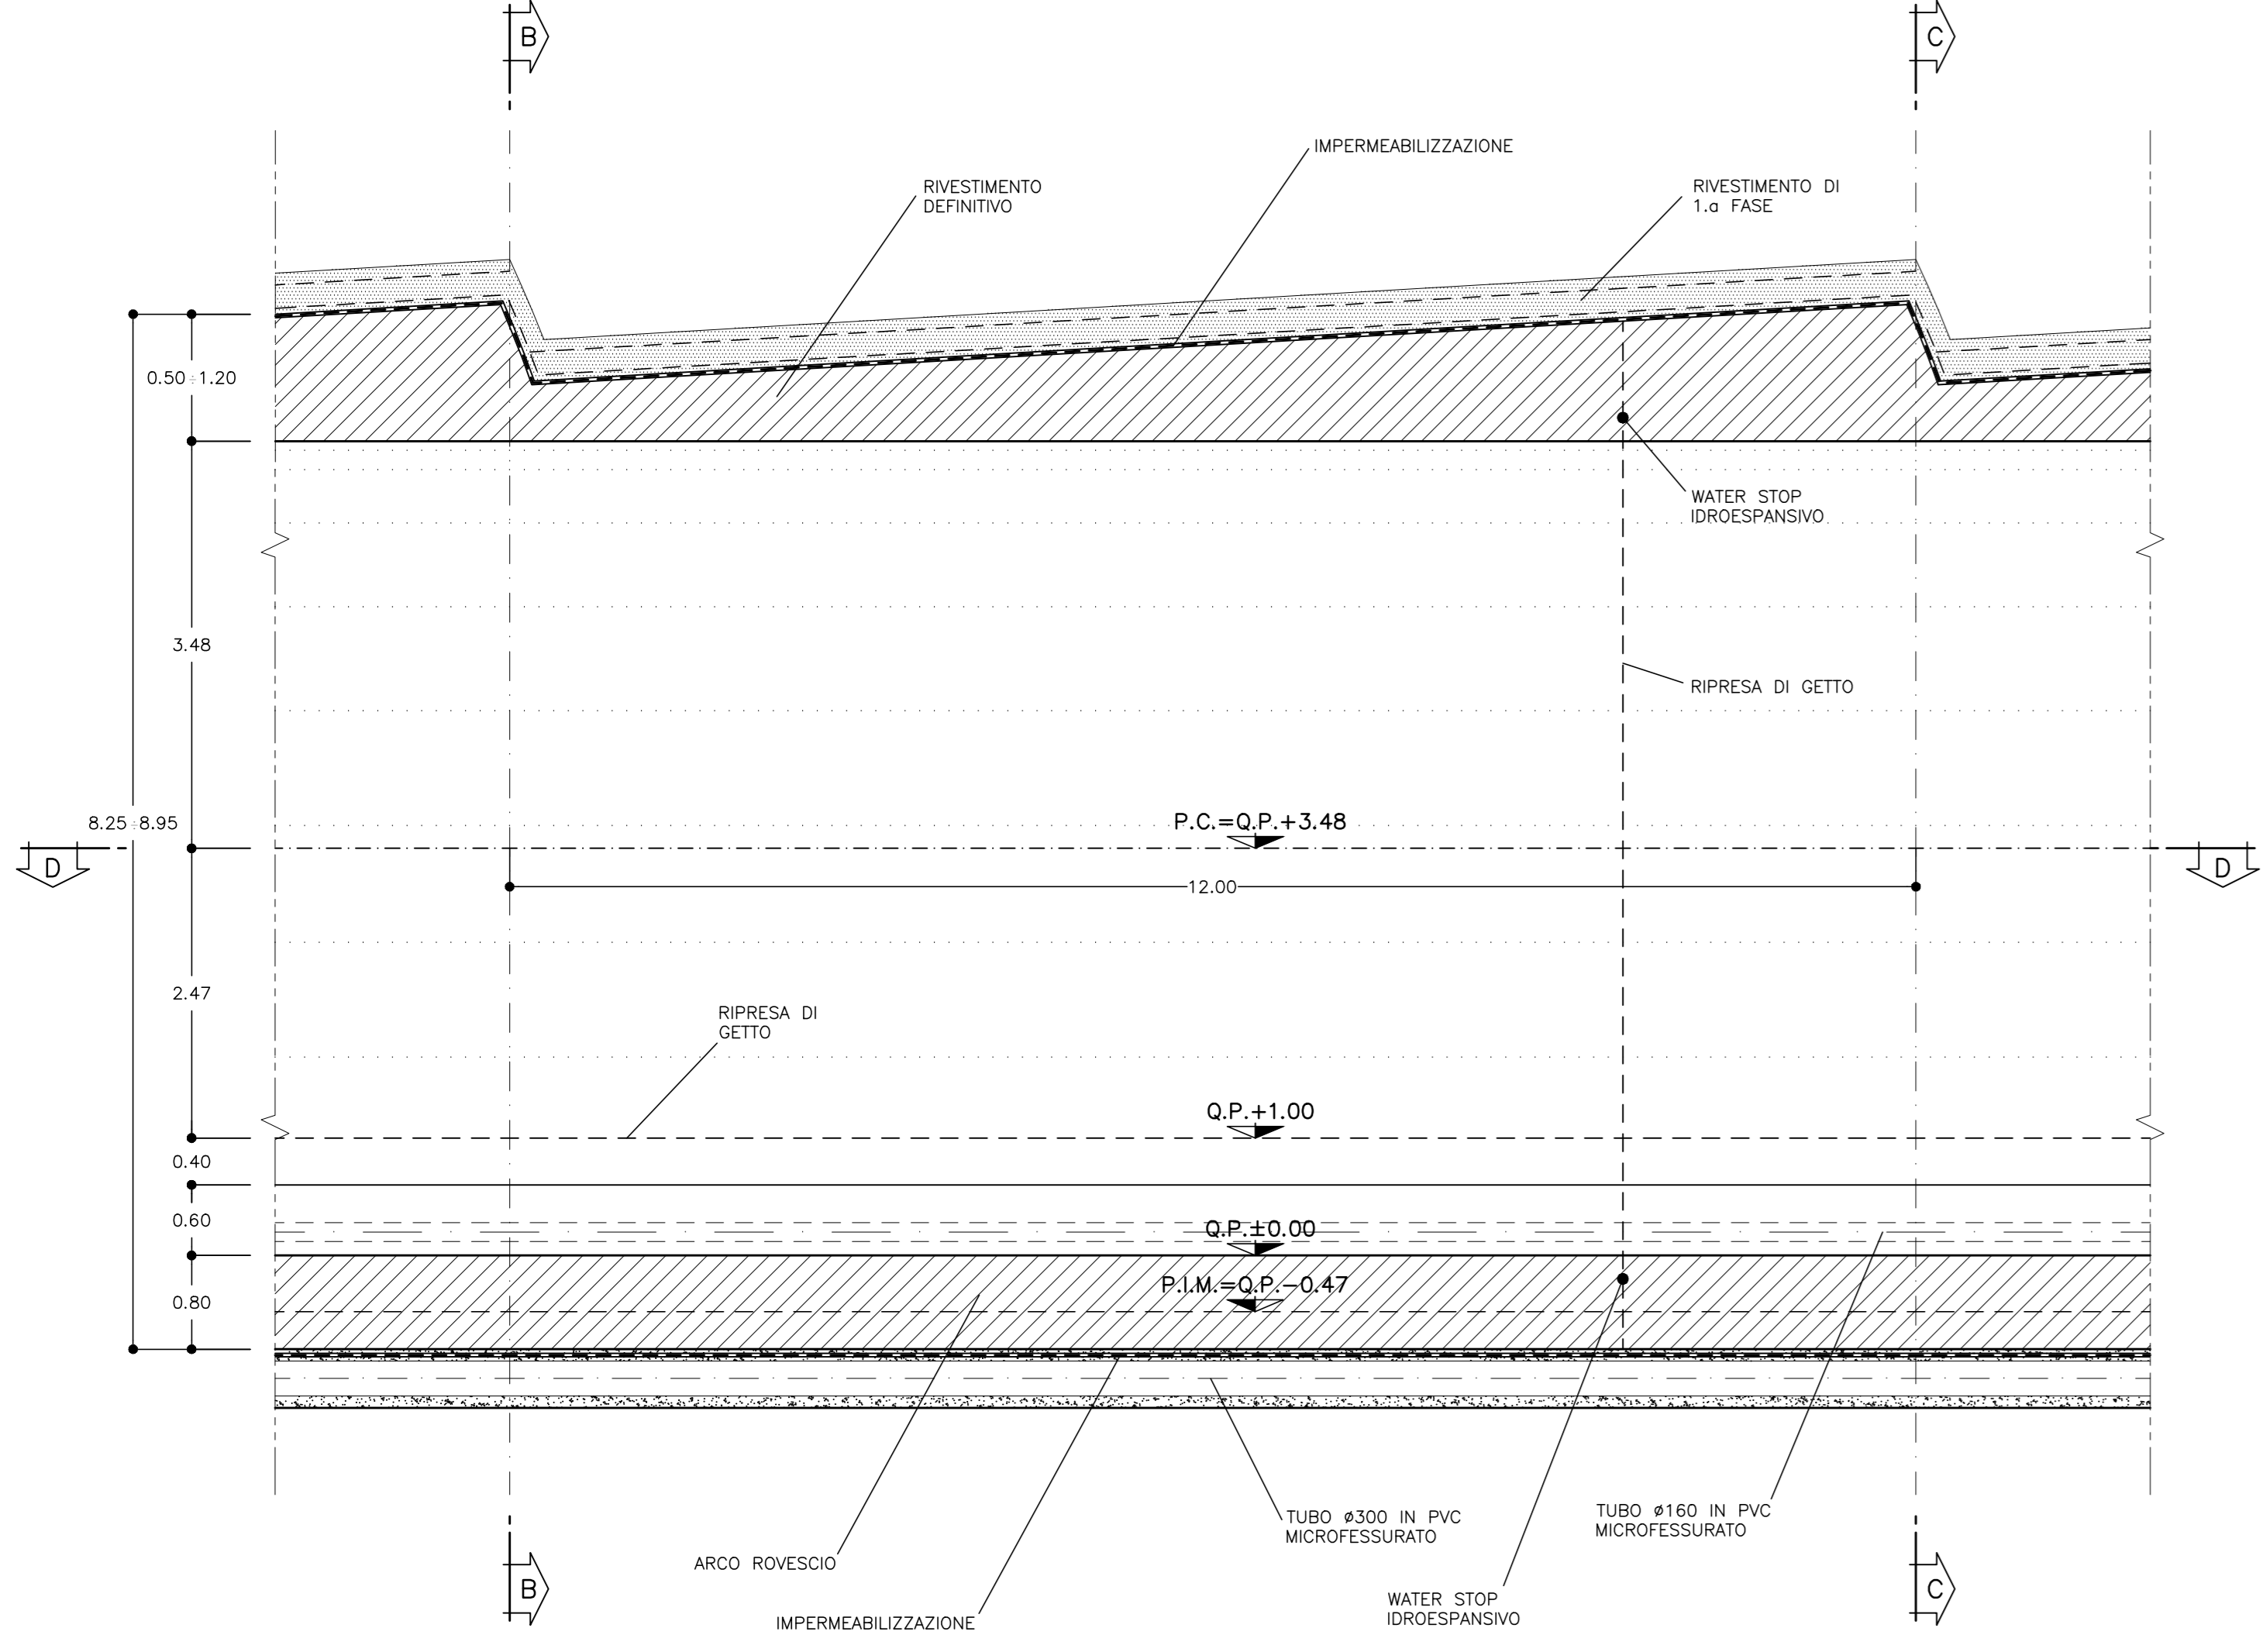 B
C
IMPERMEABILIZZAZIONE
RIVESTIMENTO
DEFINITIVO
RIVESTIMENTO DI
1.a FASE
0.50÷1.20
WATER STOP
IDROESPANSIVO
3.48
RIPRESA DI GETTO
8.25÷8.95
P.C.=Q.P.+3.48
D
D
12.00
2.47
RIPRESA DI
GETTO
Q.P.+1.00
0.40
0.60
Q.P.±0.00
P.I.M.=Q.P.-0.47
0.80
TUBO ø300 IN PVC
MICROFESSURATO
TUBO ø160 IN PVC
MICROFESSURATO
ARCO ROVESCIO
B
C
WATER STOP
IDROESPANSIVO
IMPERMEABILIZZAZIONE